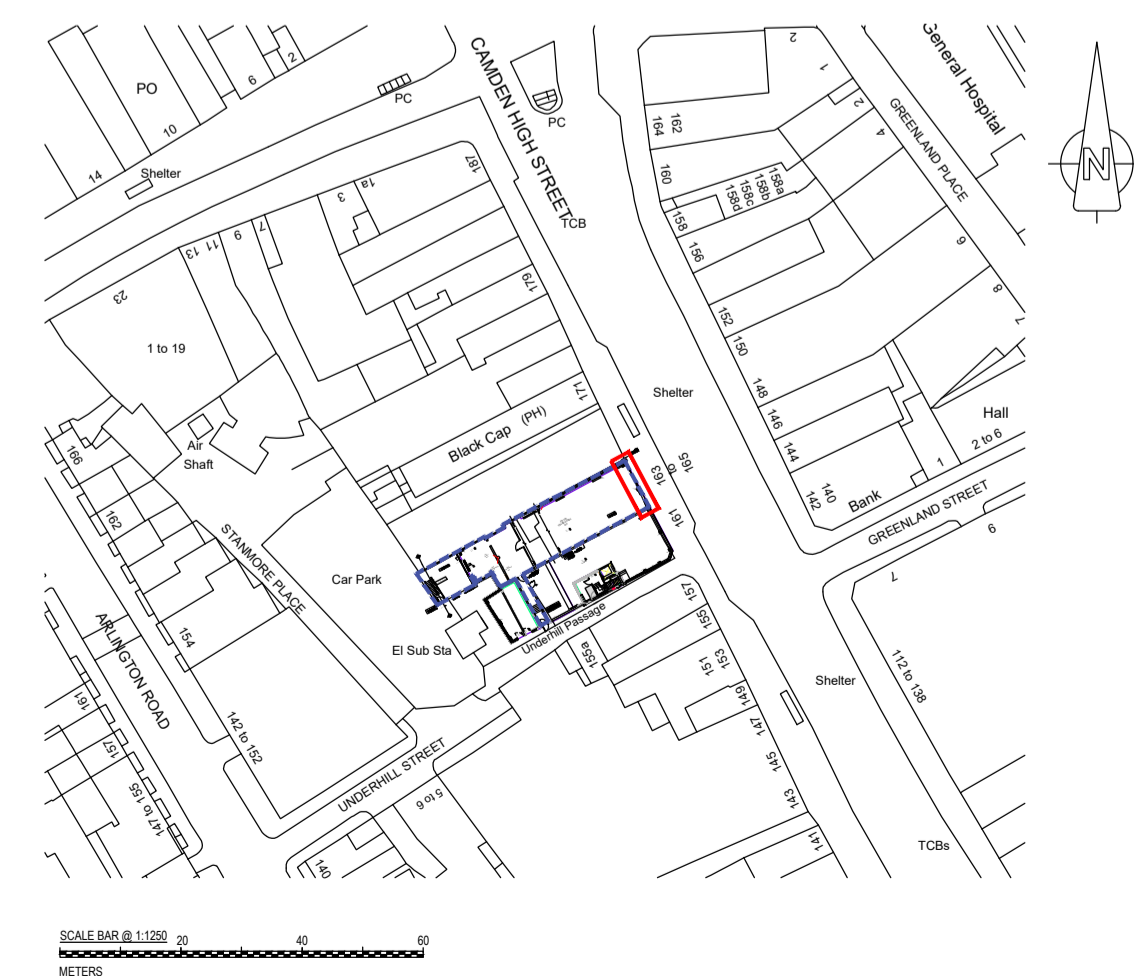 CAMDEN HIGH STREET
General Hospital
PO
6
2
PC
PC
2
1
2
4
GREENLAND PLACE
10
14
Shelter
164
162
160
158a
158b
158c
158d
158
156
187
1a
3
7
9
11
13
TCB
N
23
179
6
8
7
152
150
1 to 19
171
Shelter
148
146
144
142
140
Black Cap (PH)
Hall
2 to 6
1
Bank
GREENLAND STREET
6
166
Air
Shaft
163
to
165
161
162
STANMORE PLACE
Car Park
El Sub Sta
Underhill Passage
157
155
155a
153
151
149
147
145
143
141
7
154
ARLINGTON ROAD
161
157
147 to 155
142 to 152
UNDERHILL STREET
5 to 6
140
Shelter
112 to 138
TCBs
SCALE BAR @ 1:1250
20
40
60
METERS